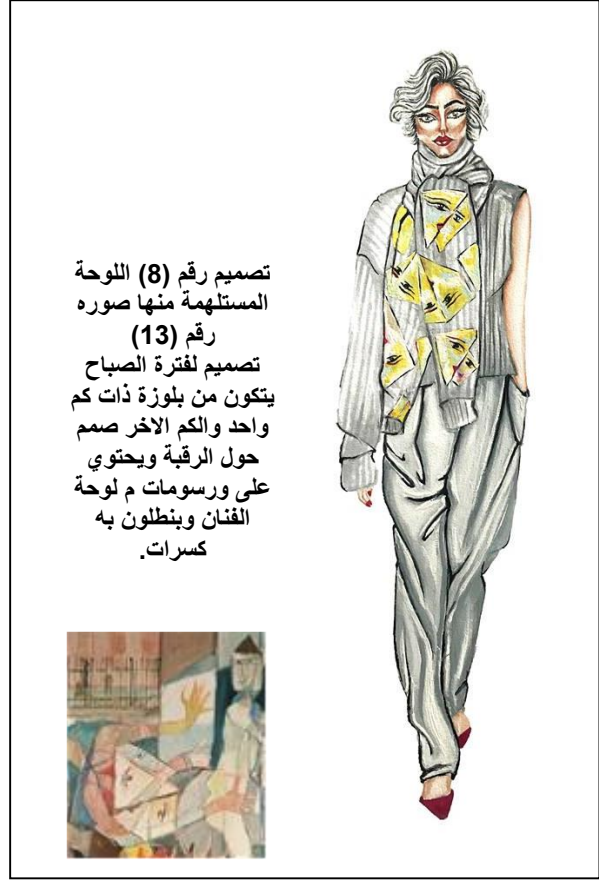 تصميم رقم (8) اللوحة
المستلهمة منها صوره
رقم (13)
تصميم لفترة الصباح
يتكون من بلوزة ذات كم
واحد والكم الاخر صمم
حول الرقبة ويحتوي
على ورسومات م لوحة
الفنان وبنطلون به
كسرات.